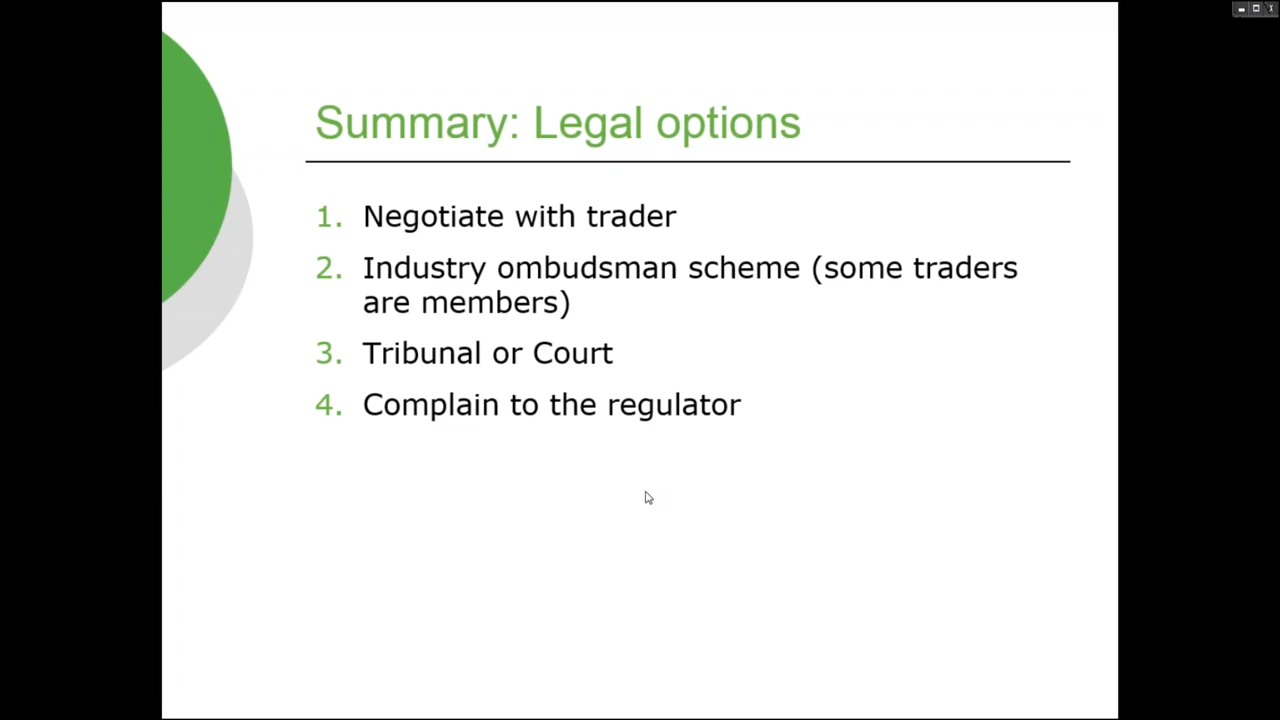 Summary: Legal options
1. Negotiate with trader
2. Industry ombudsman scheme (some traders
are members)
3. Tribunal or Court
4. Complain to the regulator